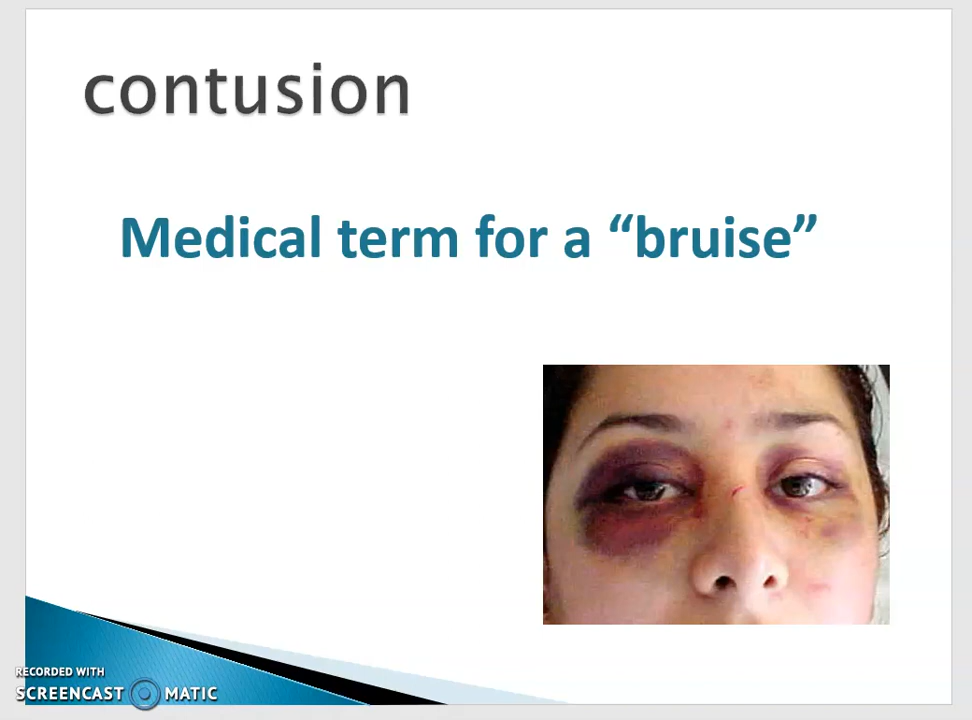 contusion
Medical term for a “bruise”
RECORDED WITH
SCREENCAST MATIC